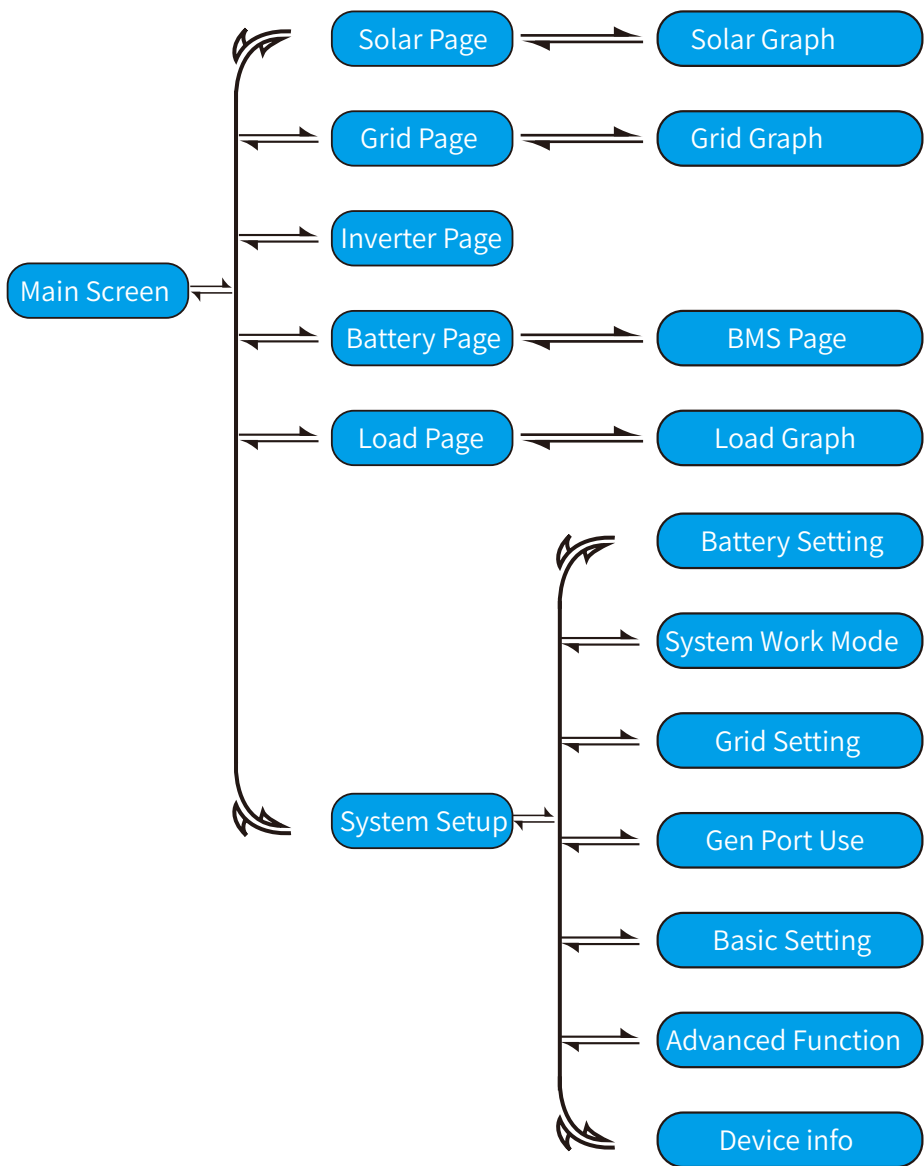 Solar Page
Solar Graph
Grid Page
Grid Graph
Inverter Page
Main Screen
Battery Page
BMS Page
Load Page
Load Graph
Battery Setting
System Work Mode
Grid Setting
System Setup
Gen Port Use
Basic Setting
Advanced Function
Device info